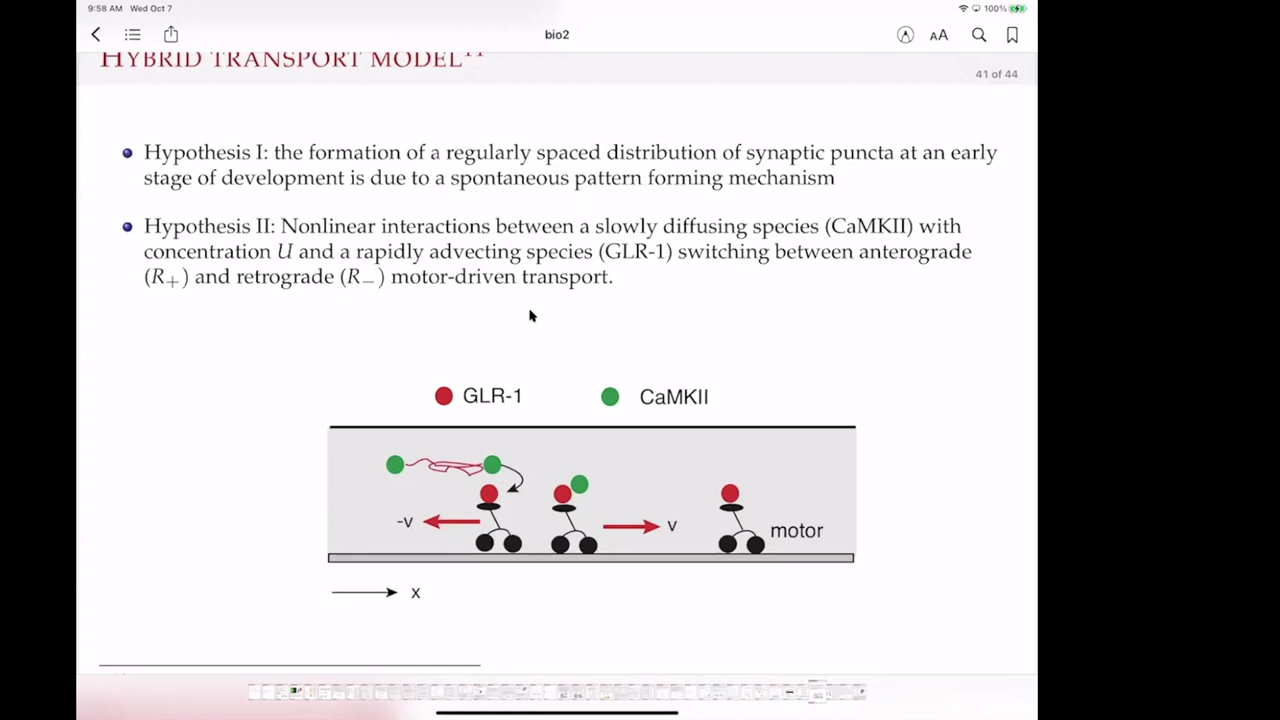 9:58 AM Wed Oct 7
100%
bio2
AA
HYBRID TRANSPORT MODEL
41 of 44
Hypothesis I: the formation of a regularly spaced distribution of synaptic puncta at an early
stage of development is due to a spontaneous pattern forming mechanism
Hypothesis II: Nonlinear interactions between a slowly diffusing species (CaMKII) with
concentration U and a rapidly advecting species (GLR-1) switching between anterograde
(R₊) and retrograde (R₋) motor-driven transport.
GLR-1 CaMKII
-v v motor
x